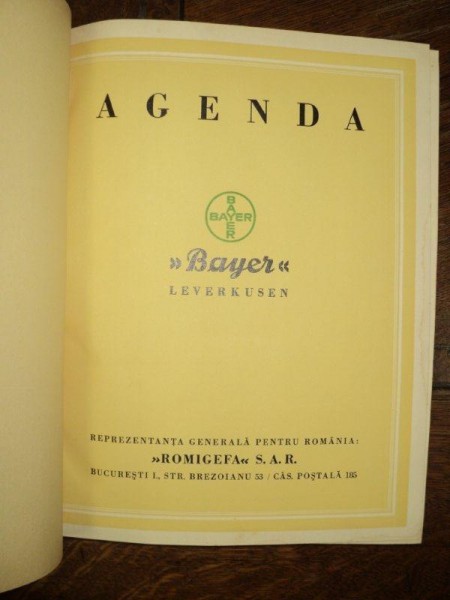 AGENDA
BAYER
BAYER
»Bayer«
LEVERKUSEN
REPREZENTANȚA GENERALĂ PENTRU ROMÂNIA:
»ROMIGEFA« S. A. R.
BUCUREȘTI I., STR. BREZOIANU 53 / CĂS. POȘTALĂ 185